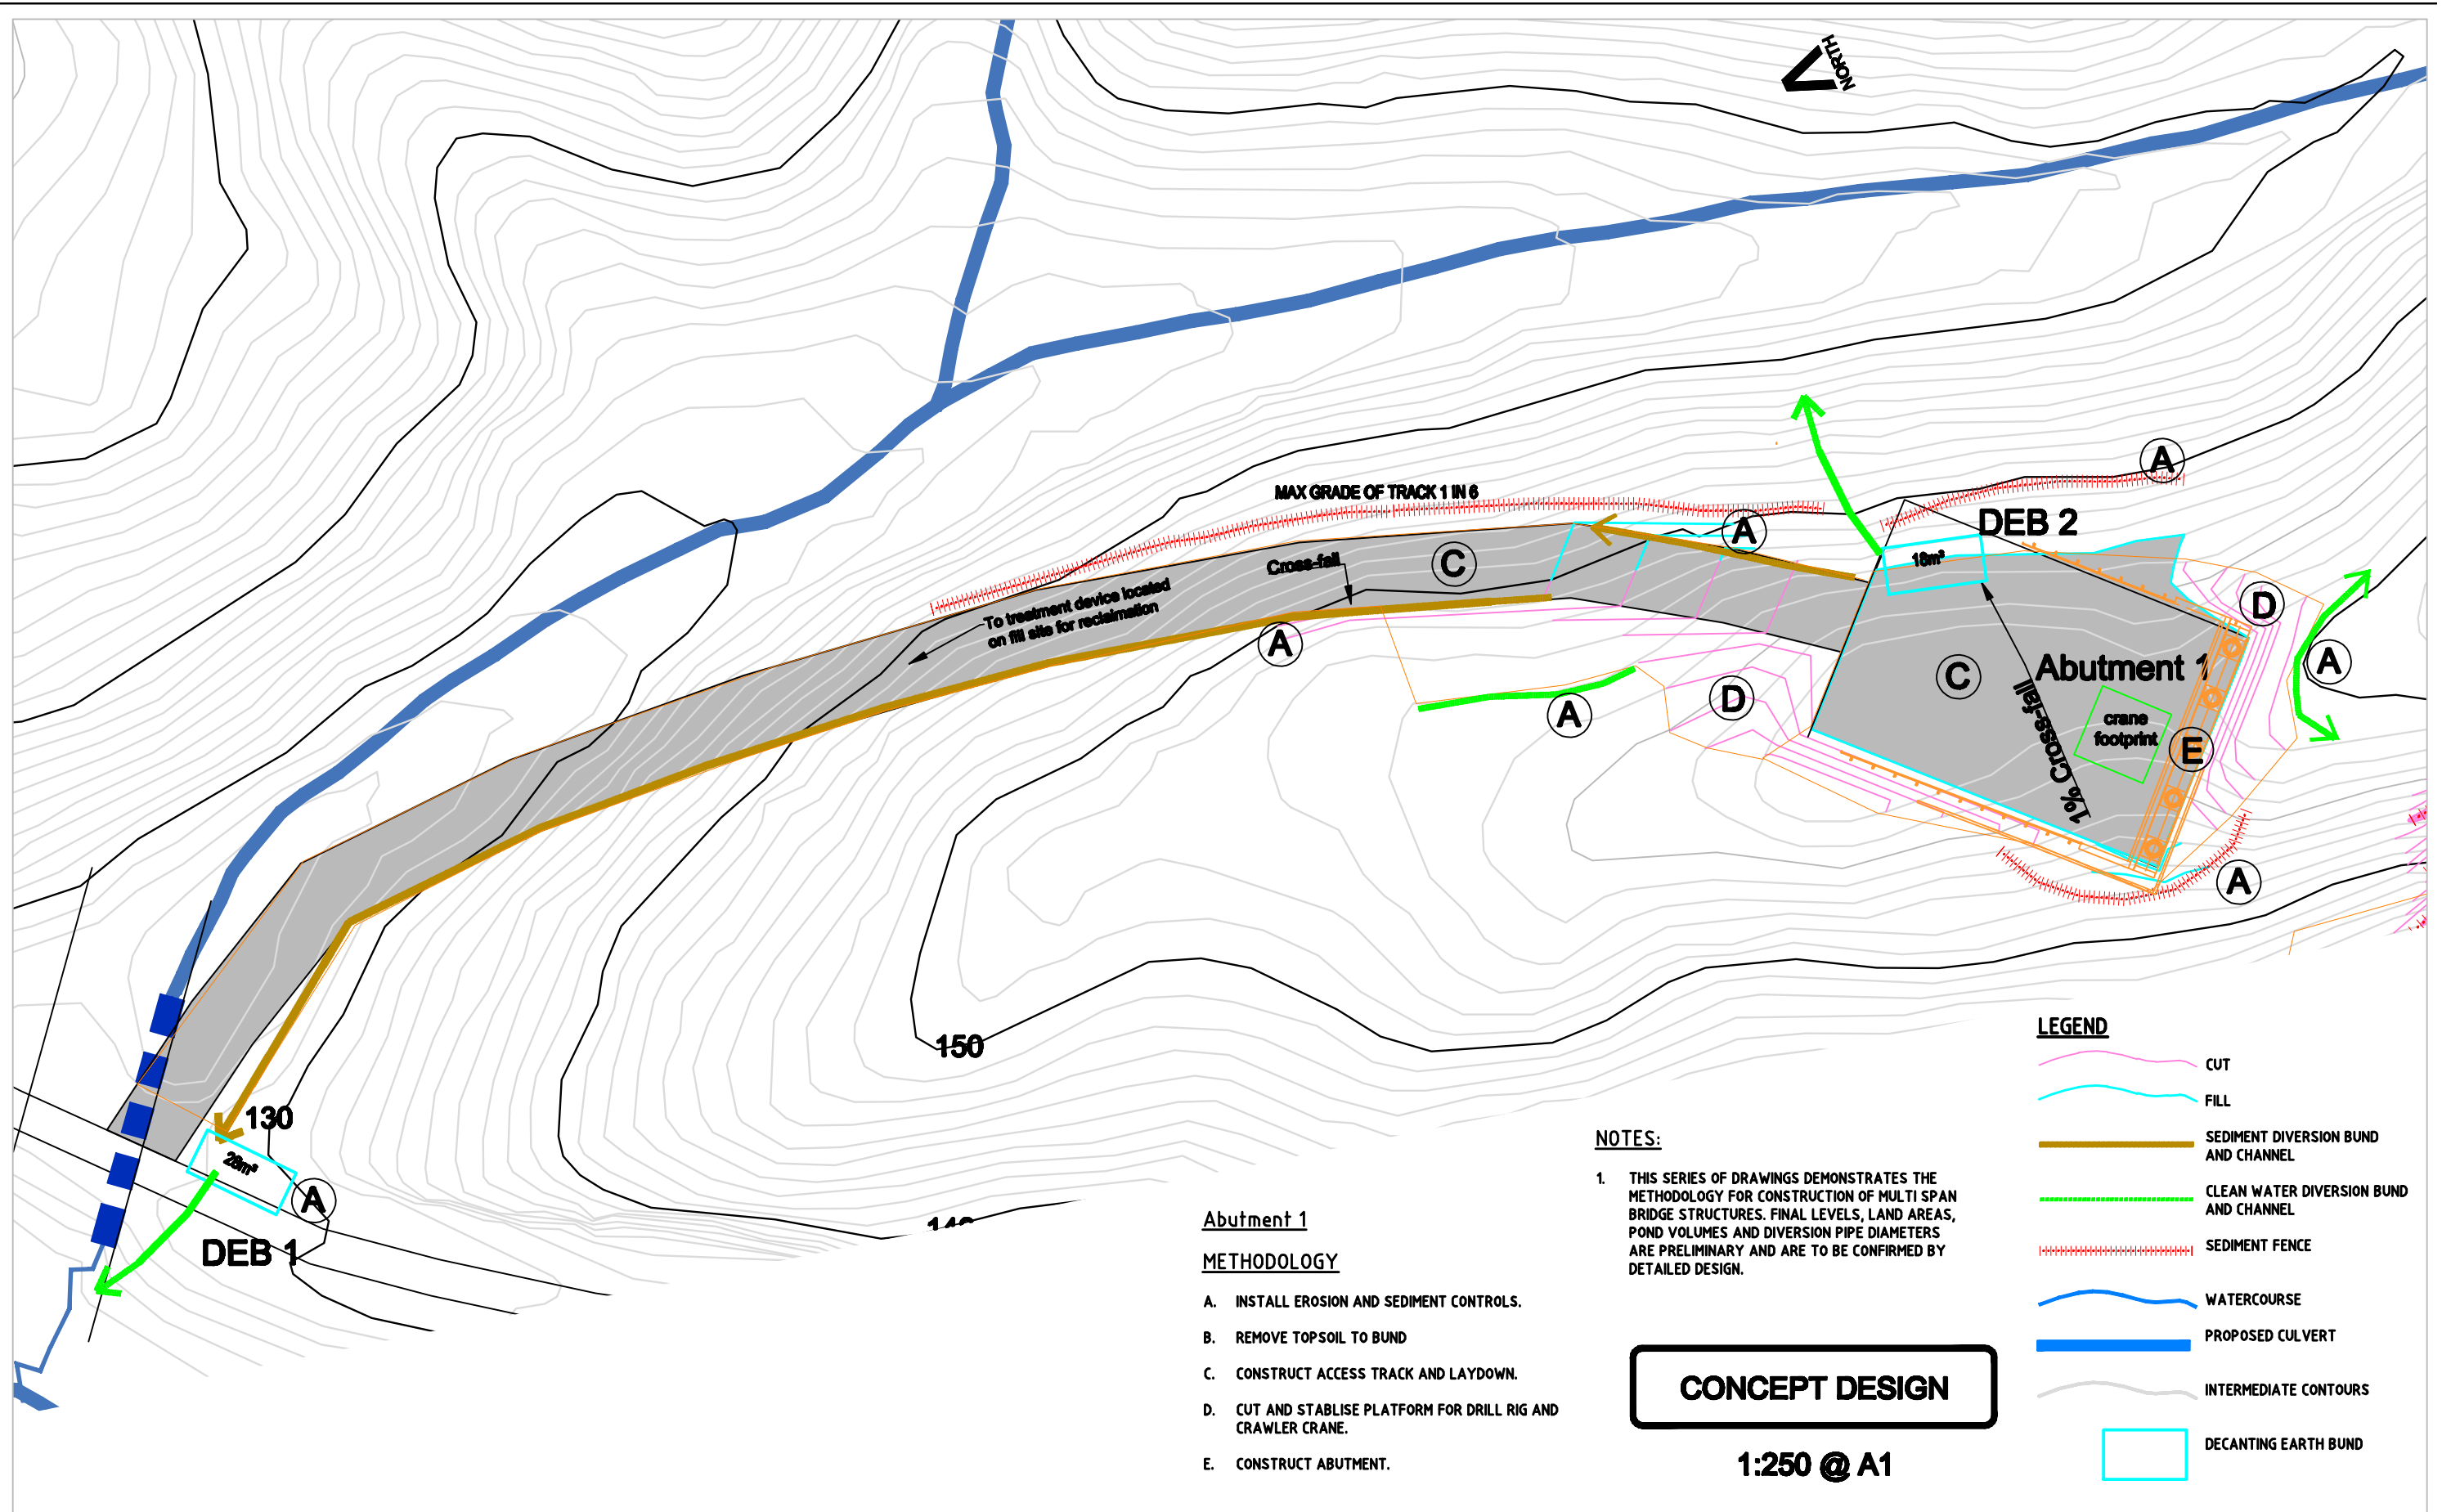 NORTH
MAX GRADE OF TRACK 1 IN 6
A
DEB 2
A
18m³
Cross-fall
C
To treatment device located
on fill site for reclaimation
A
D
A
C
Abutment 1
D
A
crane
footprint
E
1% Cross-fall
A
150
130
28m³
A
DEB 1
140
Abutment 1
METHODOLOGY
A. INSTALL EROSION AND SEDIMENT CONTROLS.
B. REMOVE TOPSOIL TO BUND
C. CONSTRUCT ACCESS TRACK AND LAYDOWN.
D. CUT AND STABLISE PLATFORM FOR DRILL RIG AND
CRAWLER CRANE.
E. CONSTRUCT ABUTMENT.
NOTES:
1. THIS SERIES OF DRAWINGS DEMONSTRATES THE
METHODOLOGY FOR CONSTRUCTION OF MULTI SPAN
BRIDGE STRUCTURES. FINAL LEVELS, LAND AREAS,
POND VOLUMES AND DIVERSION PIPE DIAMETERS
ARE PRELIMINARY AND ARE TO BE CONFIRMED BY
DETAILED DESIGN.
CONCEPT DESIGN
1:250 @ A1
LEGEND
CUT
FILL
SEDIMENT DIVERSION BUND
AND CHANNEL
CLEAN WATER DIVERSION BUND
AND CHANNEL
SEDIMENT FENCE
WATERCOURSE
PROPOSED CULVERT
INTERMEDIATE CONTOURS
DECANTING EARTH BUND